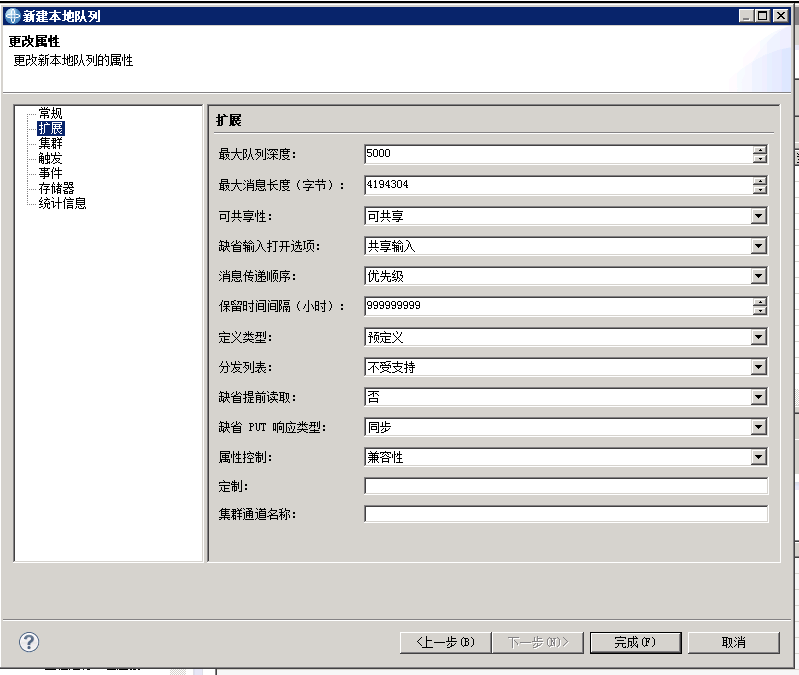 新建本地队列
更改属性
更改新本地队列的属性
常规
扩展
集群
触发
事件
存储器
统计信息
扩展
最大队列深度: 5000
最大消息长度（字节）: 4194304
可共享性: 可共享
缺省输入打开选项: 共享输入
消息传递顺序: 优先级
保留时间间隔（小时）: 999999999
定义类型: 预定义
分发列表: 不受支持
缺省提前读取: 否
缺省 PUT 响应类型: 同步
属性控制: 兼容性
定制:
集群通道名称:
?
<上一步(B) 下一步(N)> 完成(F) 取消